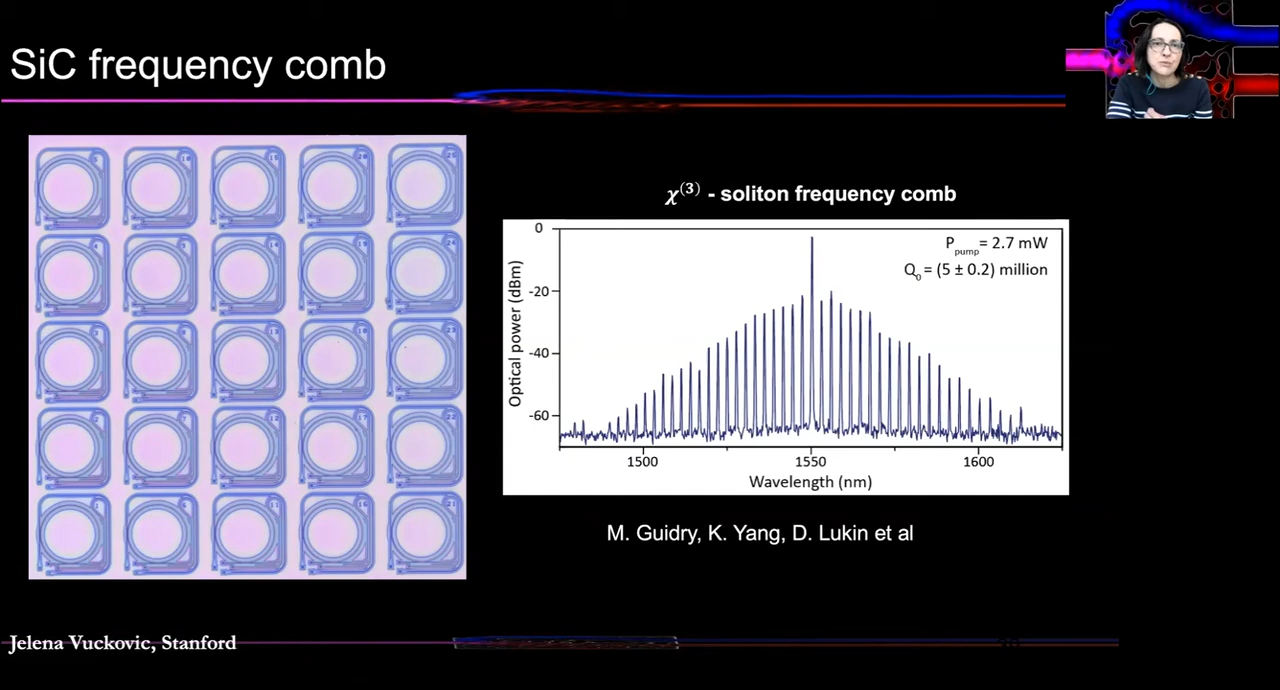 SiC frequency comb
χ(3) - soliton frequency comb
0
-20
-40
-60
Optical power (dBm)
Ppump= 2.7 mW
Q0= (5 ± 0.2) million
1500
1550
1600
Wavelength (nm)
M. Guidry, K. Yang, D. Lukin et al
Jelena Vuckovic, Stanford